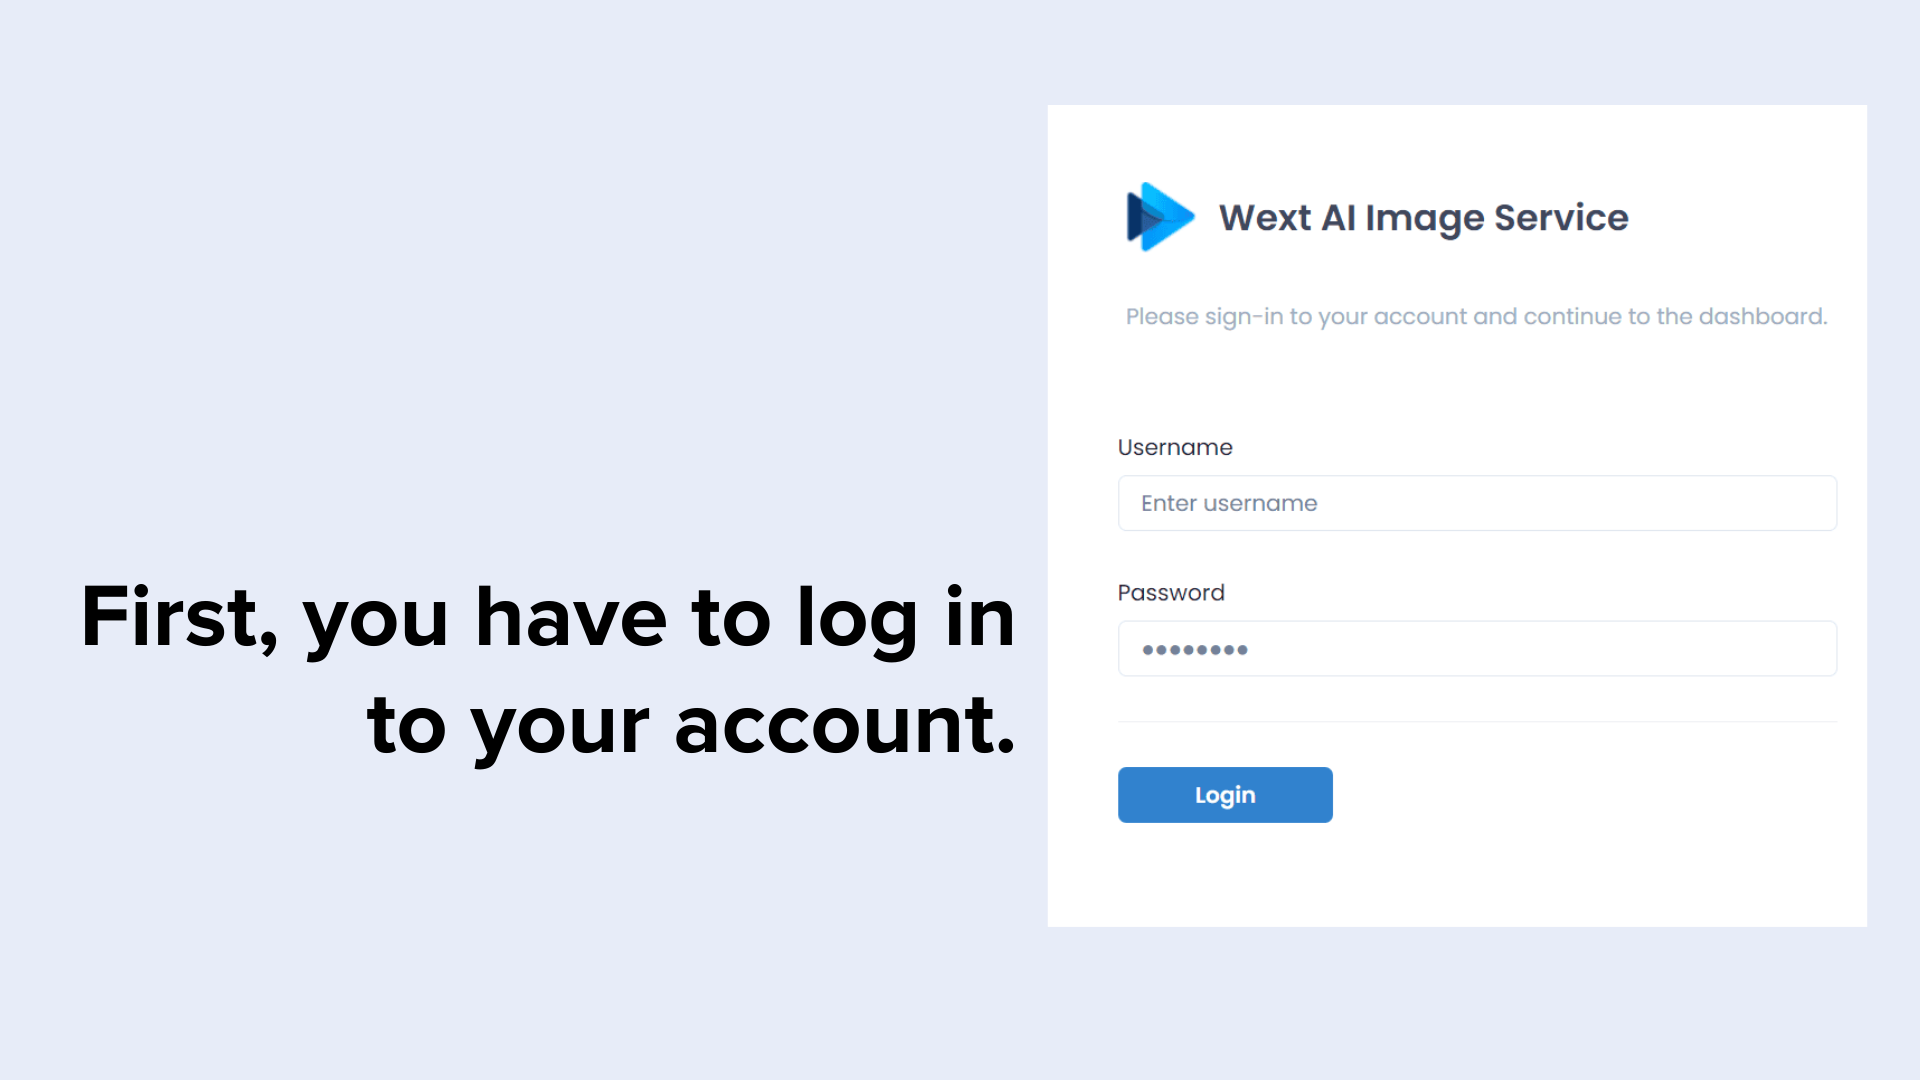 First, you have to log in
to your account.
Wext AI Image Service
Please sign-in to your account and continue to the dashboard.
Username
Enter username
Password
••••••••
Login